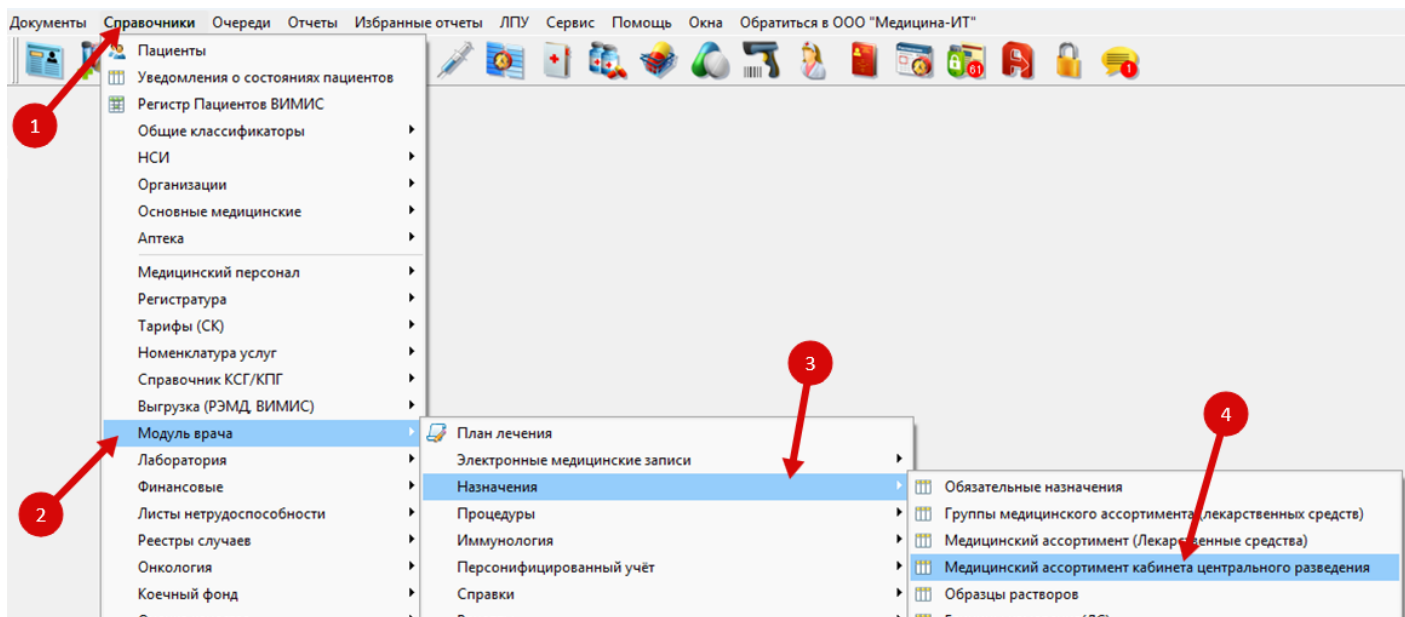 Документы Справочники Очереди Отчеты Избранные отчеты ЛПУ Сервис Помощь Окна Обратиться в ООО "Медицина-ИТ"
Пациенты
Уведомления о состояниях пациентов
Регистр Пациентов ВИМИС
Общие классификаторы
НСИ
Организации
Основные медицинские
Аптека
Медицинский персонал
Регистратура
Тарифы (СК)
Номенклатура услуг
Справочник КСГ/КПГ
Выгрузка (РЭМД, ВИМИС)
Модуль врача
Лаборатория
Финансовые
Листы нетрудоспособности
Реестры случаев
Онкология
Коечный фонд
План лечения
Электронные медицинские записи
Назначения
Процедуры
Иммунология
Персонифицированный учёт
Справки
Обязательные назначения
Группы медицинского ассортимента (лекарственных средств)
Медицинский ассортимент (Лекарственные средства)
Медицинский ассортимент кабинета центрального разведения
Образцы растворов
1
2
3
4
81
1